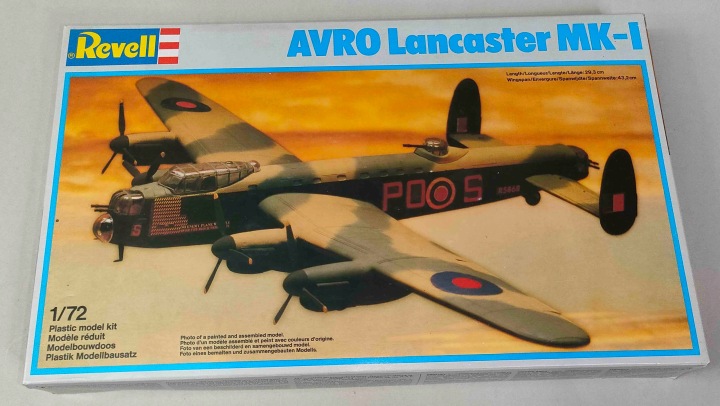 Revell
AVRO Lancaster MK-I
Length/Longueur/Lengte/Länge: 29,5 cm
Wingspan/Envergure/Spanwijdte/Spannweite: 43,2 cm
PO S
S
1/72
Plastic model kit
Modèle réduit
Modelbouwdoos
Plastik Modellbausatz
Photo of a painted and assembled model.
Photo d'un modèle assemblé et peint avec couleurs d'origine.
Foto van een beschilderd en samengebouwd model.
Foto eines bemalten und zusammengebauten Modells.